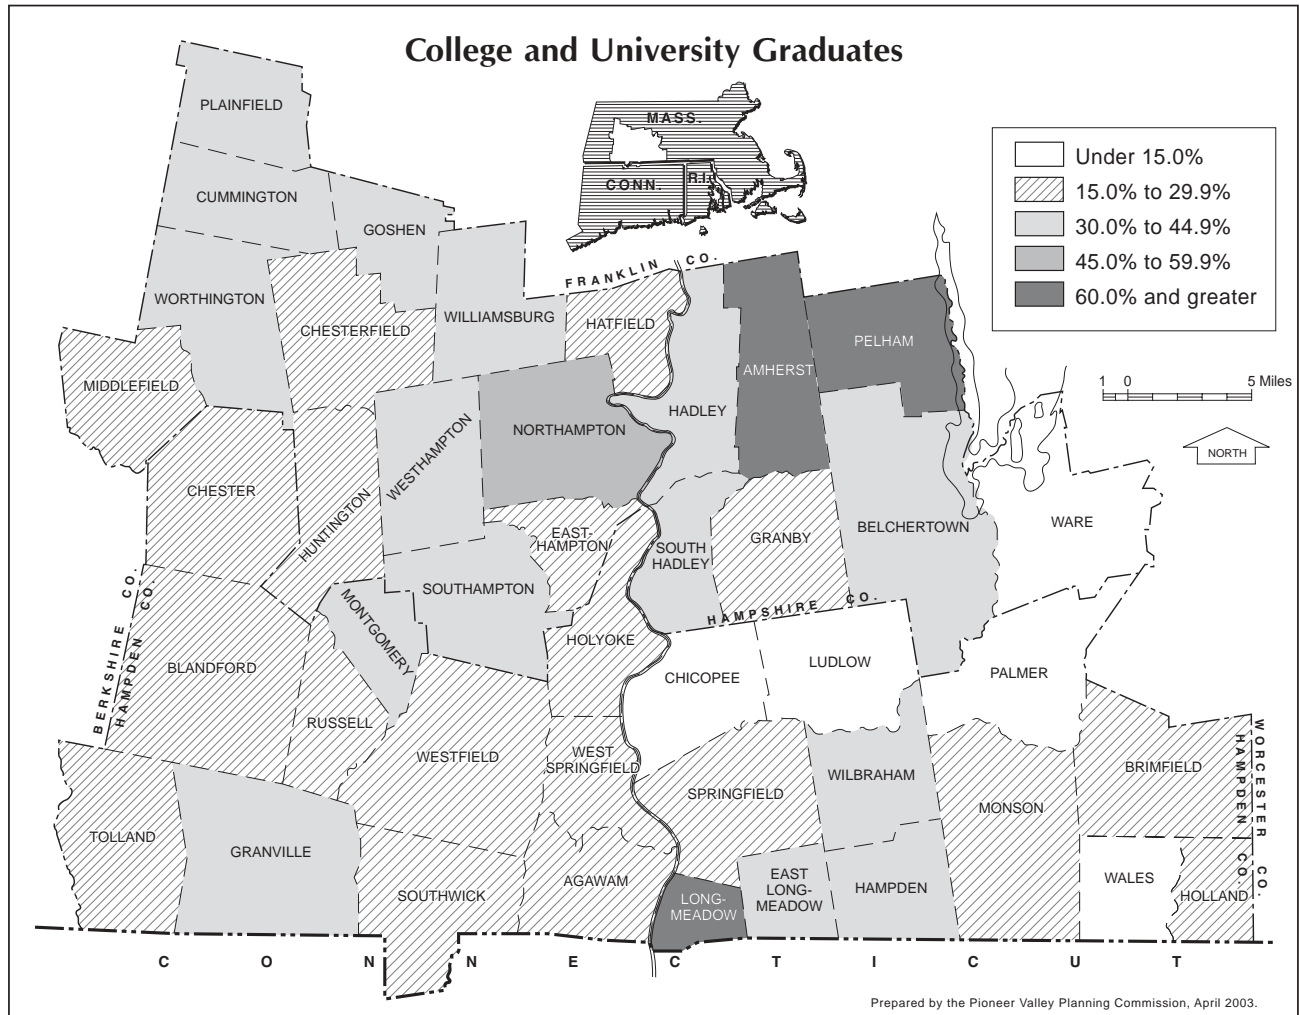 College and University Graduates
PLAINFIELD
MASS.
Under 15.0%
15.0% to 29.9%
CUMMINGTON
CONN.
R.I.
GOSHEN
30.0% to 44.9%
45.0% to 59.9%
FRANKLIN CO.
60.0% and greater
WORTHINGTON
WILLIAMSBURG
HATFIELD
CHESTERFIELD
PELHAM
AMHERST
MIDDLEFIELD
1 0 5 Miles
HADLEY
NORTHAMPTON
WESTHAMPTON
NORTH
CHESTER
HUNTINGTON
EAST-
HAMPTON
GRANBY
BELCHERTOWN
WARE
SOUTH
HADLEY
SOUTHAMPTON
MONTGOMERY
HAMPSHIRE CO.
BERKSHIRE CO.
HAMPDEN CO.
HOLYOKE
BLANDFORD
LUDLOW
CHICOPEE
PALMER
RUSSELL
WESTFIELD
WEST
SPRINGFIELD
WILBRAHAM
BRIMFIELD
HAMPDEN CO.
WORCESTER CO.
SPRINGFIELD
MONSON
TOLLAND
GRANVILLE
SOUTHWICK
AGAWAM
LONG-
MEADOW
EAST
LONG-
MEADOW
HAMPDEN
WALES
HOLLAND
CONNECTICUT
Prepared by the Pioneer Valley Planning Commission, April 2003.